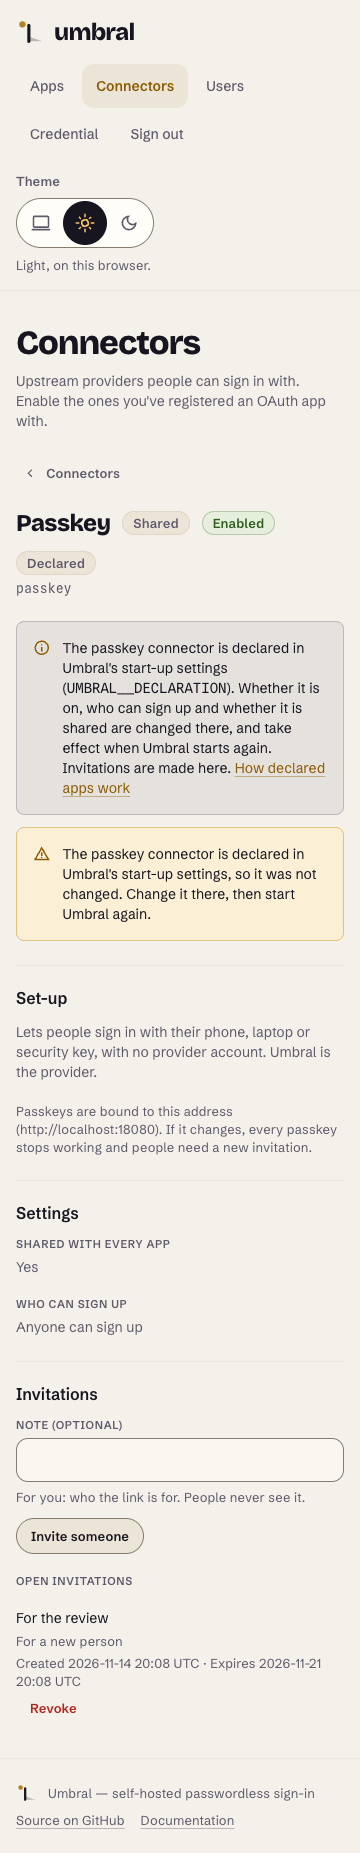 umbral
Apps Connectors Users
Credential Sign out
Theme
Light, on this browser.
Connectors
Upstream providers people can sign in with.
Enable the ones you've registered an OAuth app
with.
Connectors
Passkey Shared Enabled
Declared
passkey
The passkey connector is declared in
Umbral's start-up settings
(UMBRAL__DECLARATION). Whether it is
on, who can sign up and whether it is
shared are changed there, and take
effect when Umbral starts again.
Invitations are made here. How declared
apps work
The passkey connector is declared in
Umbral's start-up settings, so it was not
changed. Change it there, then start
Umbral again.
Set-up
Lets people sign in with their phone, laptop or
security key, with no provider account. Umbral is
the provider.
Passkeys are bound to this address
(http://localhost:18080). If it changes, every passkey
stops working and people need a new invitation.
Settings
SHARED WITH EVERY APP
Yes
WHO CAN SIGN UP
Anyone can sign up
Invitations
NOTE (OPTIONAL)
For you: who the link is for. People never see it.
Invite someone
OPEN INVITATIONS
For the review
For a new person
Created 2026-11-14 20:08 UTC · Expires 2026-11-21
20:08 UTC
Revoke
Umbral — self-hosted passwordless sign-in
Source on GitHub Documentation